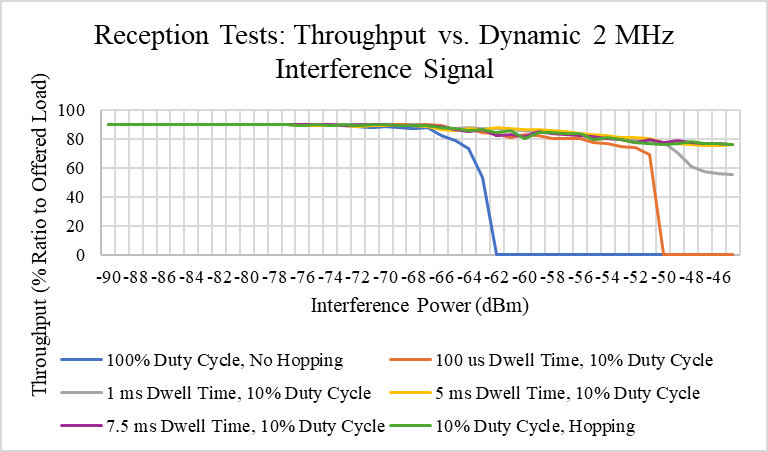 Reception Tests: Throughput vs. Dynamic 2 MHz
Interference Signal
Throughput (% Ratio to Offered Load)
100
80
60
40
20
0
-90 -88 -86 -84 -82 -80 -78 -76 -74 -72 -70 -68 -66 -64 -62 -60 -58 -56 -54 -52 -50 -48 -46
Interference Power (dBm)
100% Duty Cycle, No Hopping
100 us Dwell Time, 10% Duty Cycle
1 ms Dwell Time, 10% Duty Cycle
5 ms Dwell Time, 10% Duty Cycle
7.5 ms Dwell Time, 10% Duty Cycle
10% Duty Cycle, Hopping